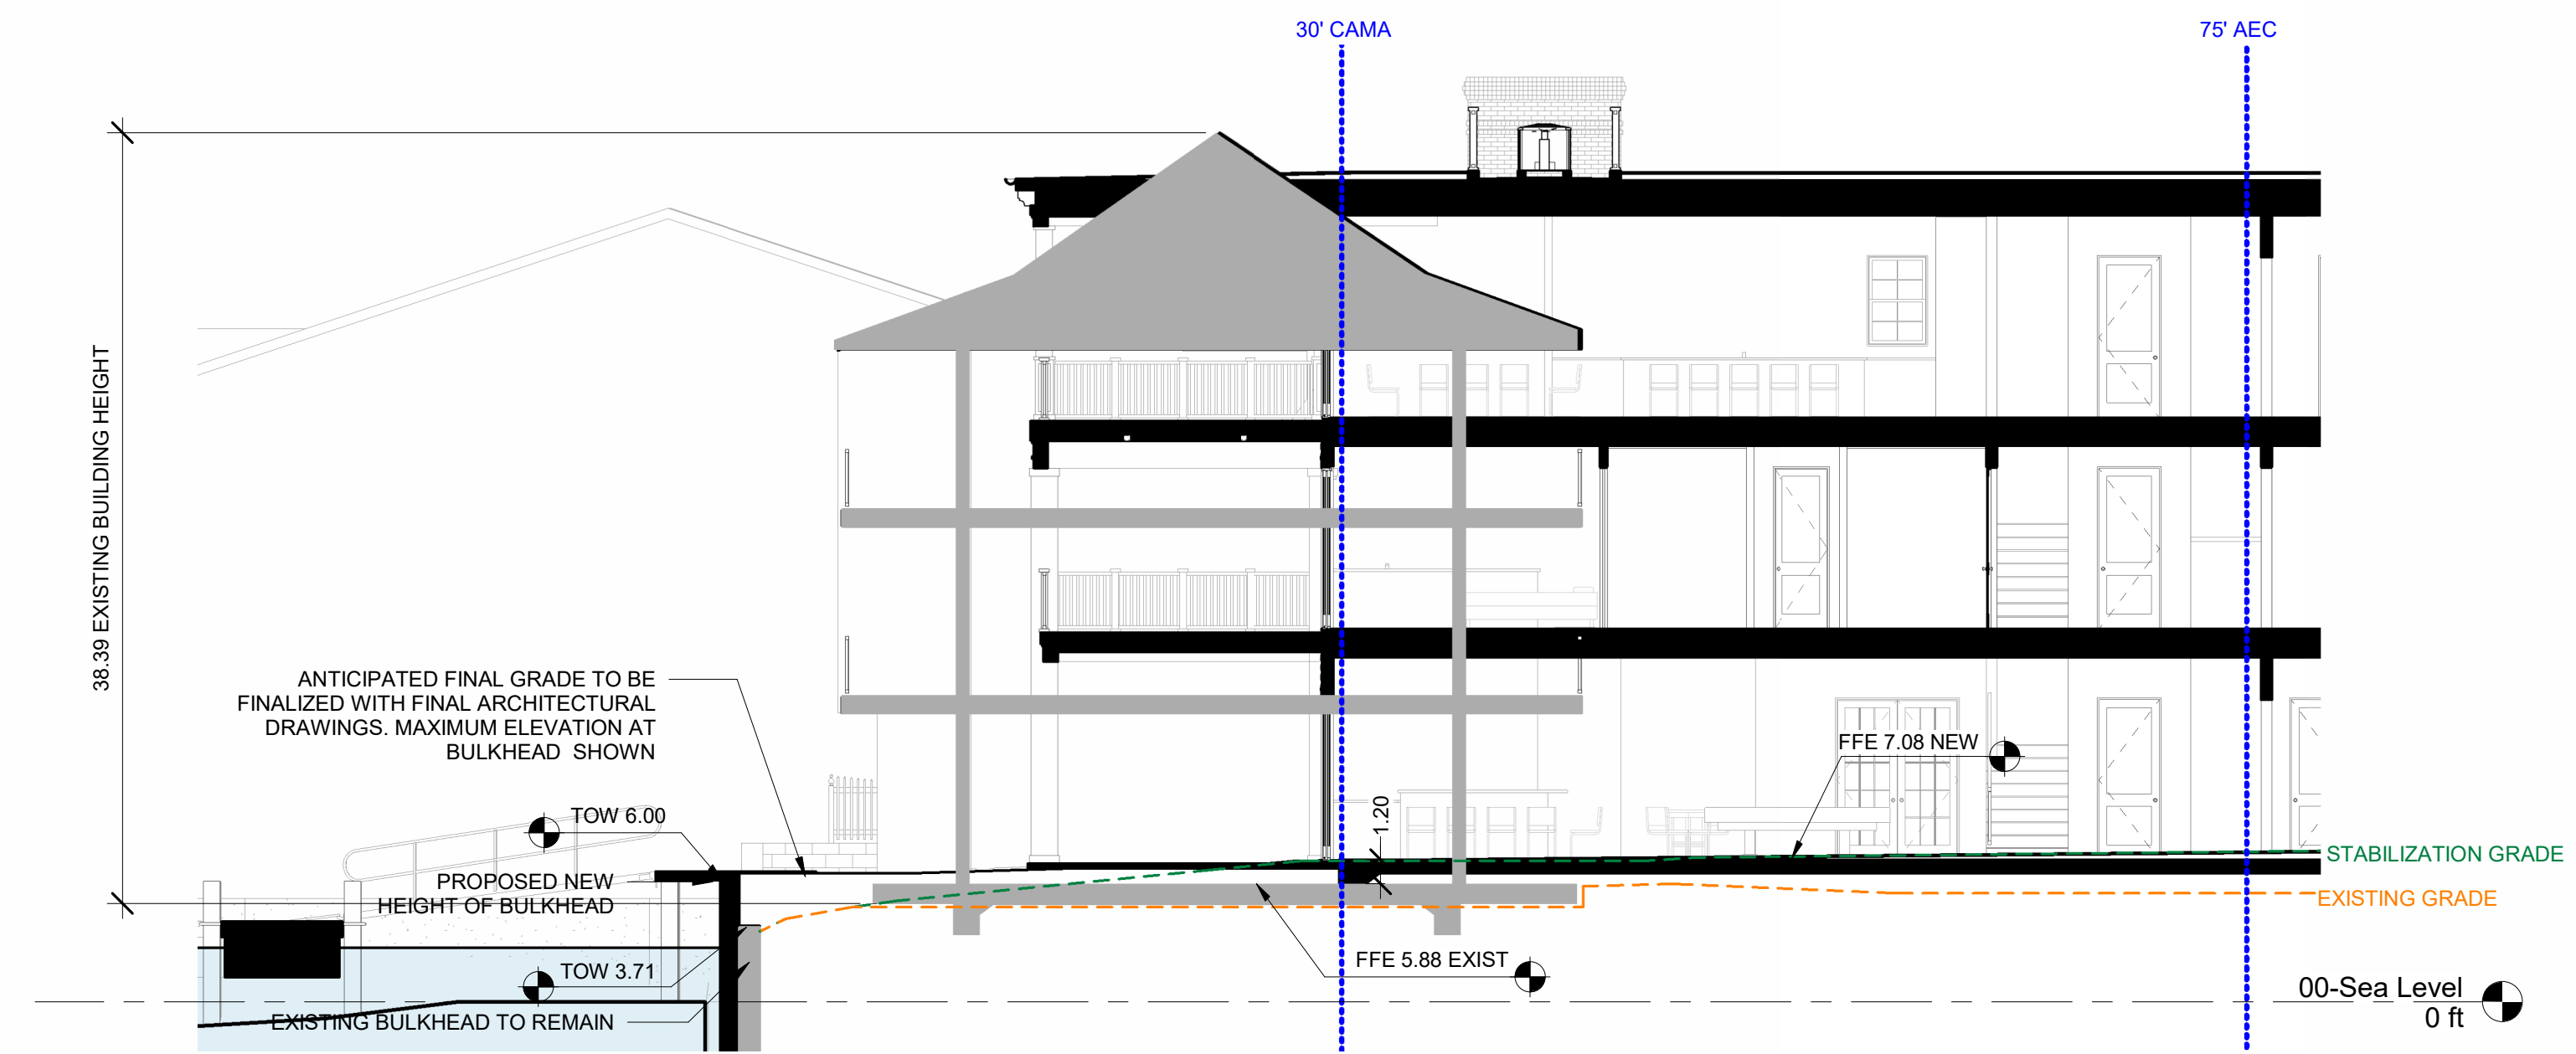 30' CAMA
75' AEC
38.39 EXISTING BUILDING HEIGHT
ANTICIPATED FINAL GRADE TO BE
FINALIZED WITH FINAL ARCHITECTURAL
DRAWINGS. MAXIMUM ELEVATION AT
BULKHEAD SHOWN
FFE 7.08 NEW
TOW 6.00
1.20
STABILIZATION GRADE
PROPOSED NEW
HEIGHT OF BULKHEAD
EXISTING GRADE
FFE 5.88 EXIST
TOW 3.71
00-Sea Level
0 ft
EXISTING BULKHEAD TO REMAIN